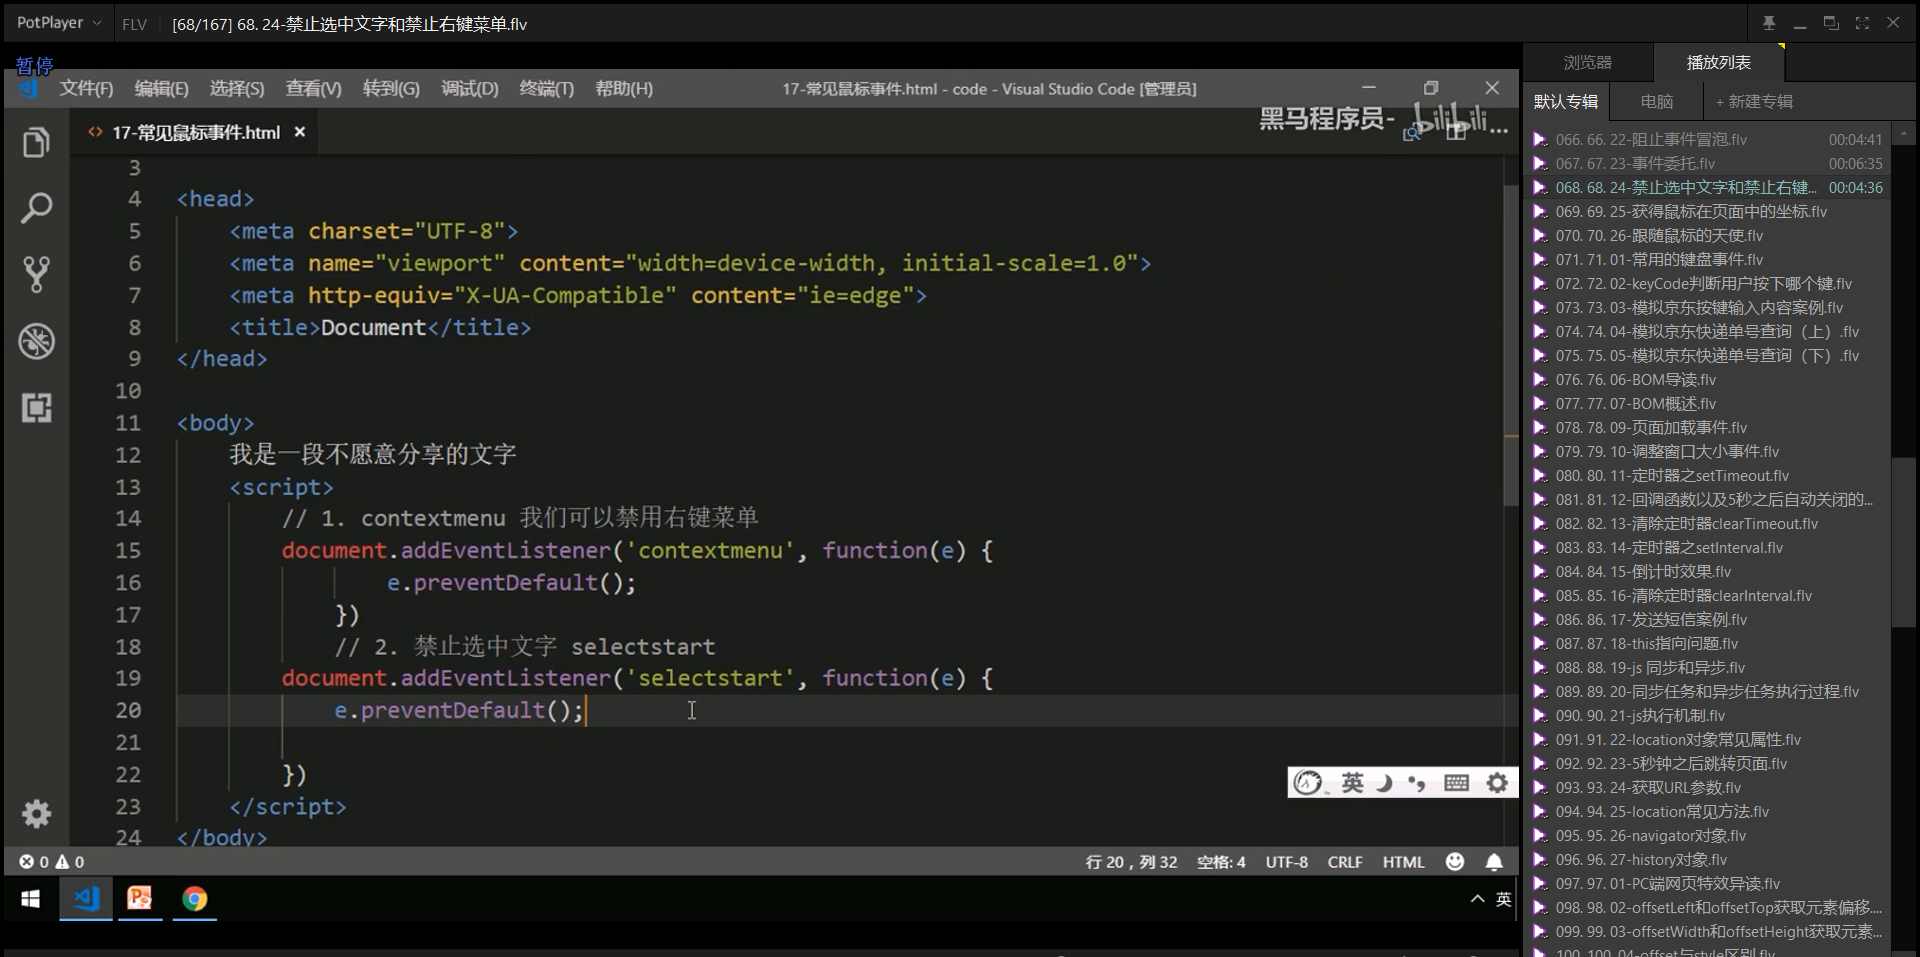 PotPlayer
FLV
[68/167] 68. 24-禁止选中文字和禁止右键菜单.flv
暂停
文件(F) 编辑(E) 选择(S) 查看(V) 转到(G) 调试(D) 终端(T) 帮助(H)
17-常见鼠标事件.html - code - Visual Studio Code [管理员]
17-常见鼠标事件.html
黑马程序员-
bilibili
3
4 <head>
5 <meta charset="UTF-8">
6 <meta name="viewport" content="width=device-width, initial-scale=1.0">
7 <meta http-equiv="X-UA-Compatible" content="ie=edge">
8 <title>Document</title>
9 </head>
10
11 <body>
12 我是一段不愿意分享的文字
13 <script>
14 // 1. contextmenu 我们可以禁用右键菜单
15 document.addEventListener('contextmenu', function(e) {
16 e.preventDefault();
17 })
18 // 2. 禁止选中文字 selectstart
19 document.addEventListener('selectstart', function(e) {
20 e.preventDefault();
21
22 })
23 </script>
24 </body>
英
0 0
行 20，列 32 空格: 4 UTF-8 CRLF HTML
英
浏览器 播放列表
默认专辑 电脑 + 新建专辑
066. 66. 22-阻止事件冒泡.flv 00:04:41
067. 67. 23-事件委托.flv 00:06:35
068. 68. 24-禁止选中文字和禁止右键... 00:04:36
069. 69. 25-获得鼠标在页面中的坐标.flv
070. 70. 26-跟随鼠标的天使.flv
071. 71. 01-常用的键盘事件.flv
072. 72. 02-keyCode判断用户按下哪个键.flv
073. 73. 03-模拟京东按键输入内容案例.flv
074. 74. 04-模拟京东快递单号查询（上）.flv
075. 75. 05-模拟京东快递单号查询（下）.flv
076. 76. 06-BOM导读.flv
077. 77. 07-BOM概述.flv
078. 78. 09-页面加载事件.flv
079. 79. 10-调整窗口大小事件.flv
080. 80. 11-定时器之setTimeout.flv
081. 81. 12-回调函数以及5秒之后自动关闭的...
082. 82. 13-清除定时器clearTimeout.flv
083. 83. 14-定时器之setInterval.flv
084. 84. 15-倒计时效果.flv
085. 85. 16-清除定时器clearInterval.flv
086. 86. 17-发送短信案例.flv
087. 87. 18-this指向问题.flv
088. 88. 19-js 同步和异步.flv
089. 89. 20-同步任务和异步任务执行过程.flv
090. 90. 21-js执行机制.flv
091. 91. 22-location对象常见属性.flv
092. 92. 23-5秒钟之后跳转页面.flv
093. 93. 24-获取URL参数.flv
094. 94. 25-location常见方法.flv
095. 95. 26-navigator对象.flv
096. 96. 27-history对象.flv
097. 97. 01-PC端网页特效异读.flv
098. 98. 02-offsetLeft和offsetTop获取元素偏移....
099. 99. 03-offsetWidth和offsetHeight获取元素...
100. 100. 04-offset与style区别.flv